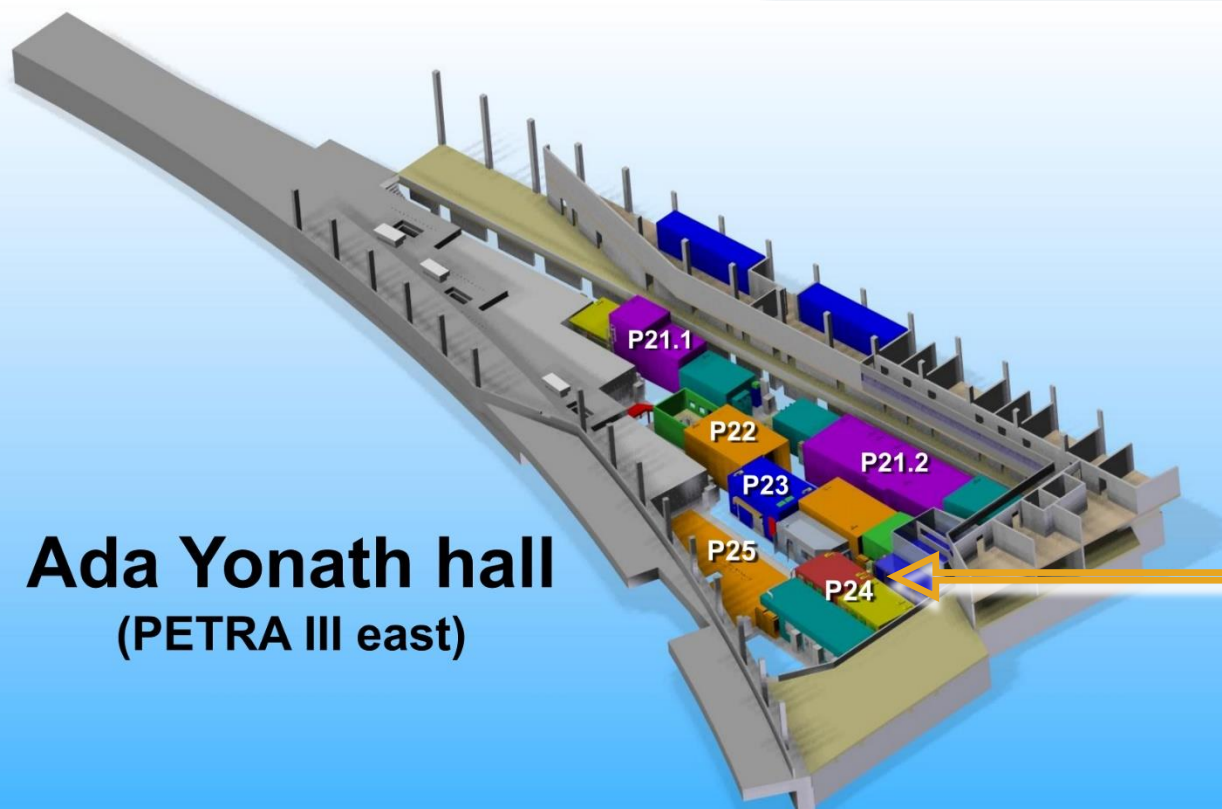 P21.1
P22
P21.2
P23
P25
P24
Ada Yonath hall
(PETRA III east)